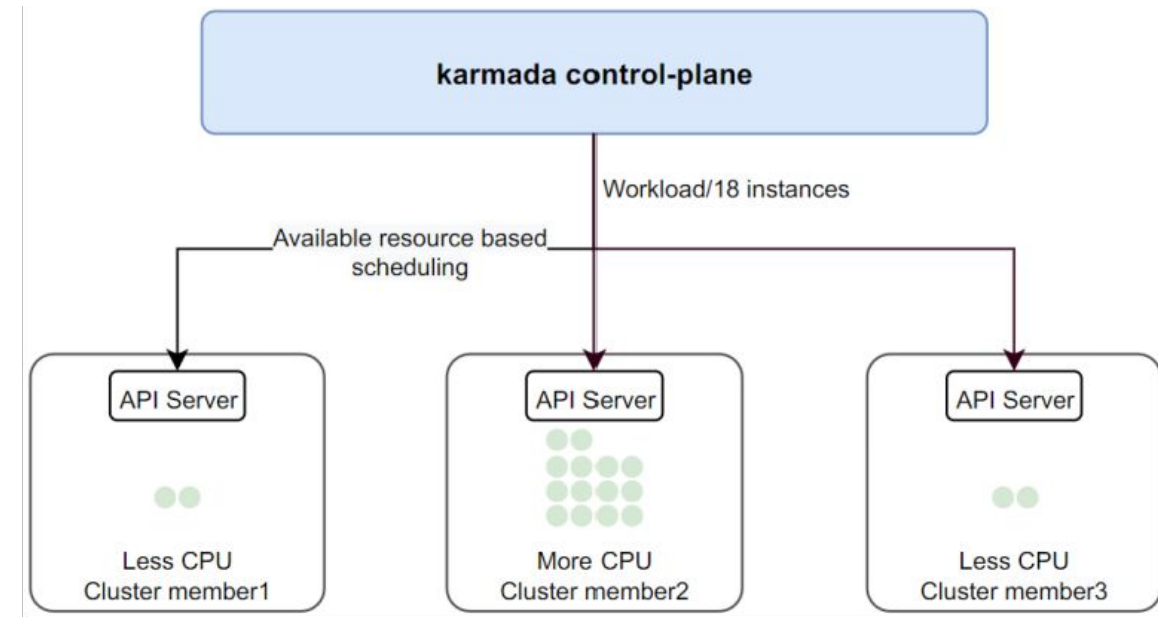 karmada control-plane
Workload/18 instances
Available resource based
scheduling
API Server
API Server
API Server
Less CPU
Cluster member1
More CPU
Cluster member2
Less CPU
Cluster member3